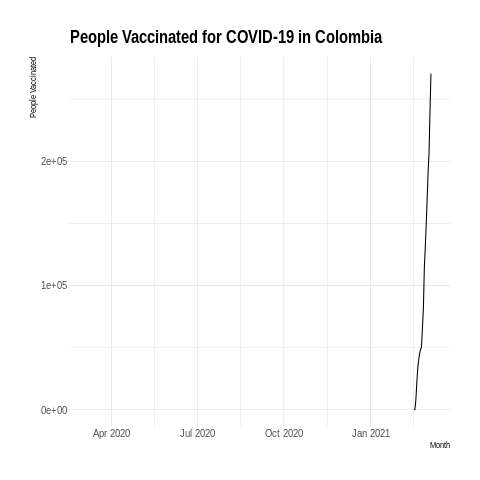 People Vaccinated for COVID-19 in Colombia
People Vaccinated
2e+05
1e+05
0e+00
Apr 2020 Jul 2020 Oct 2020 Jan 2021
Month